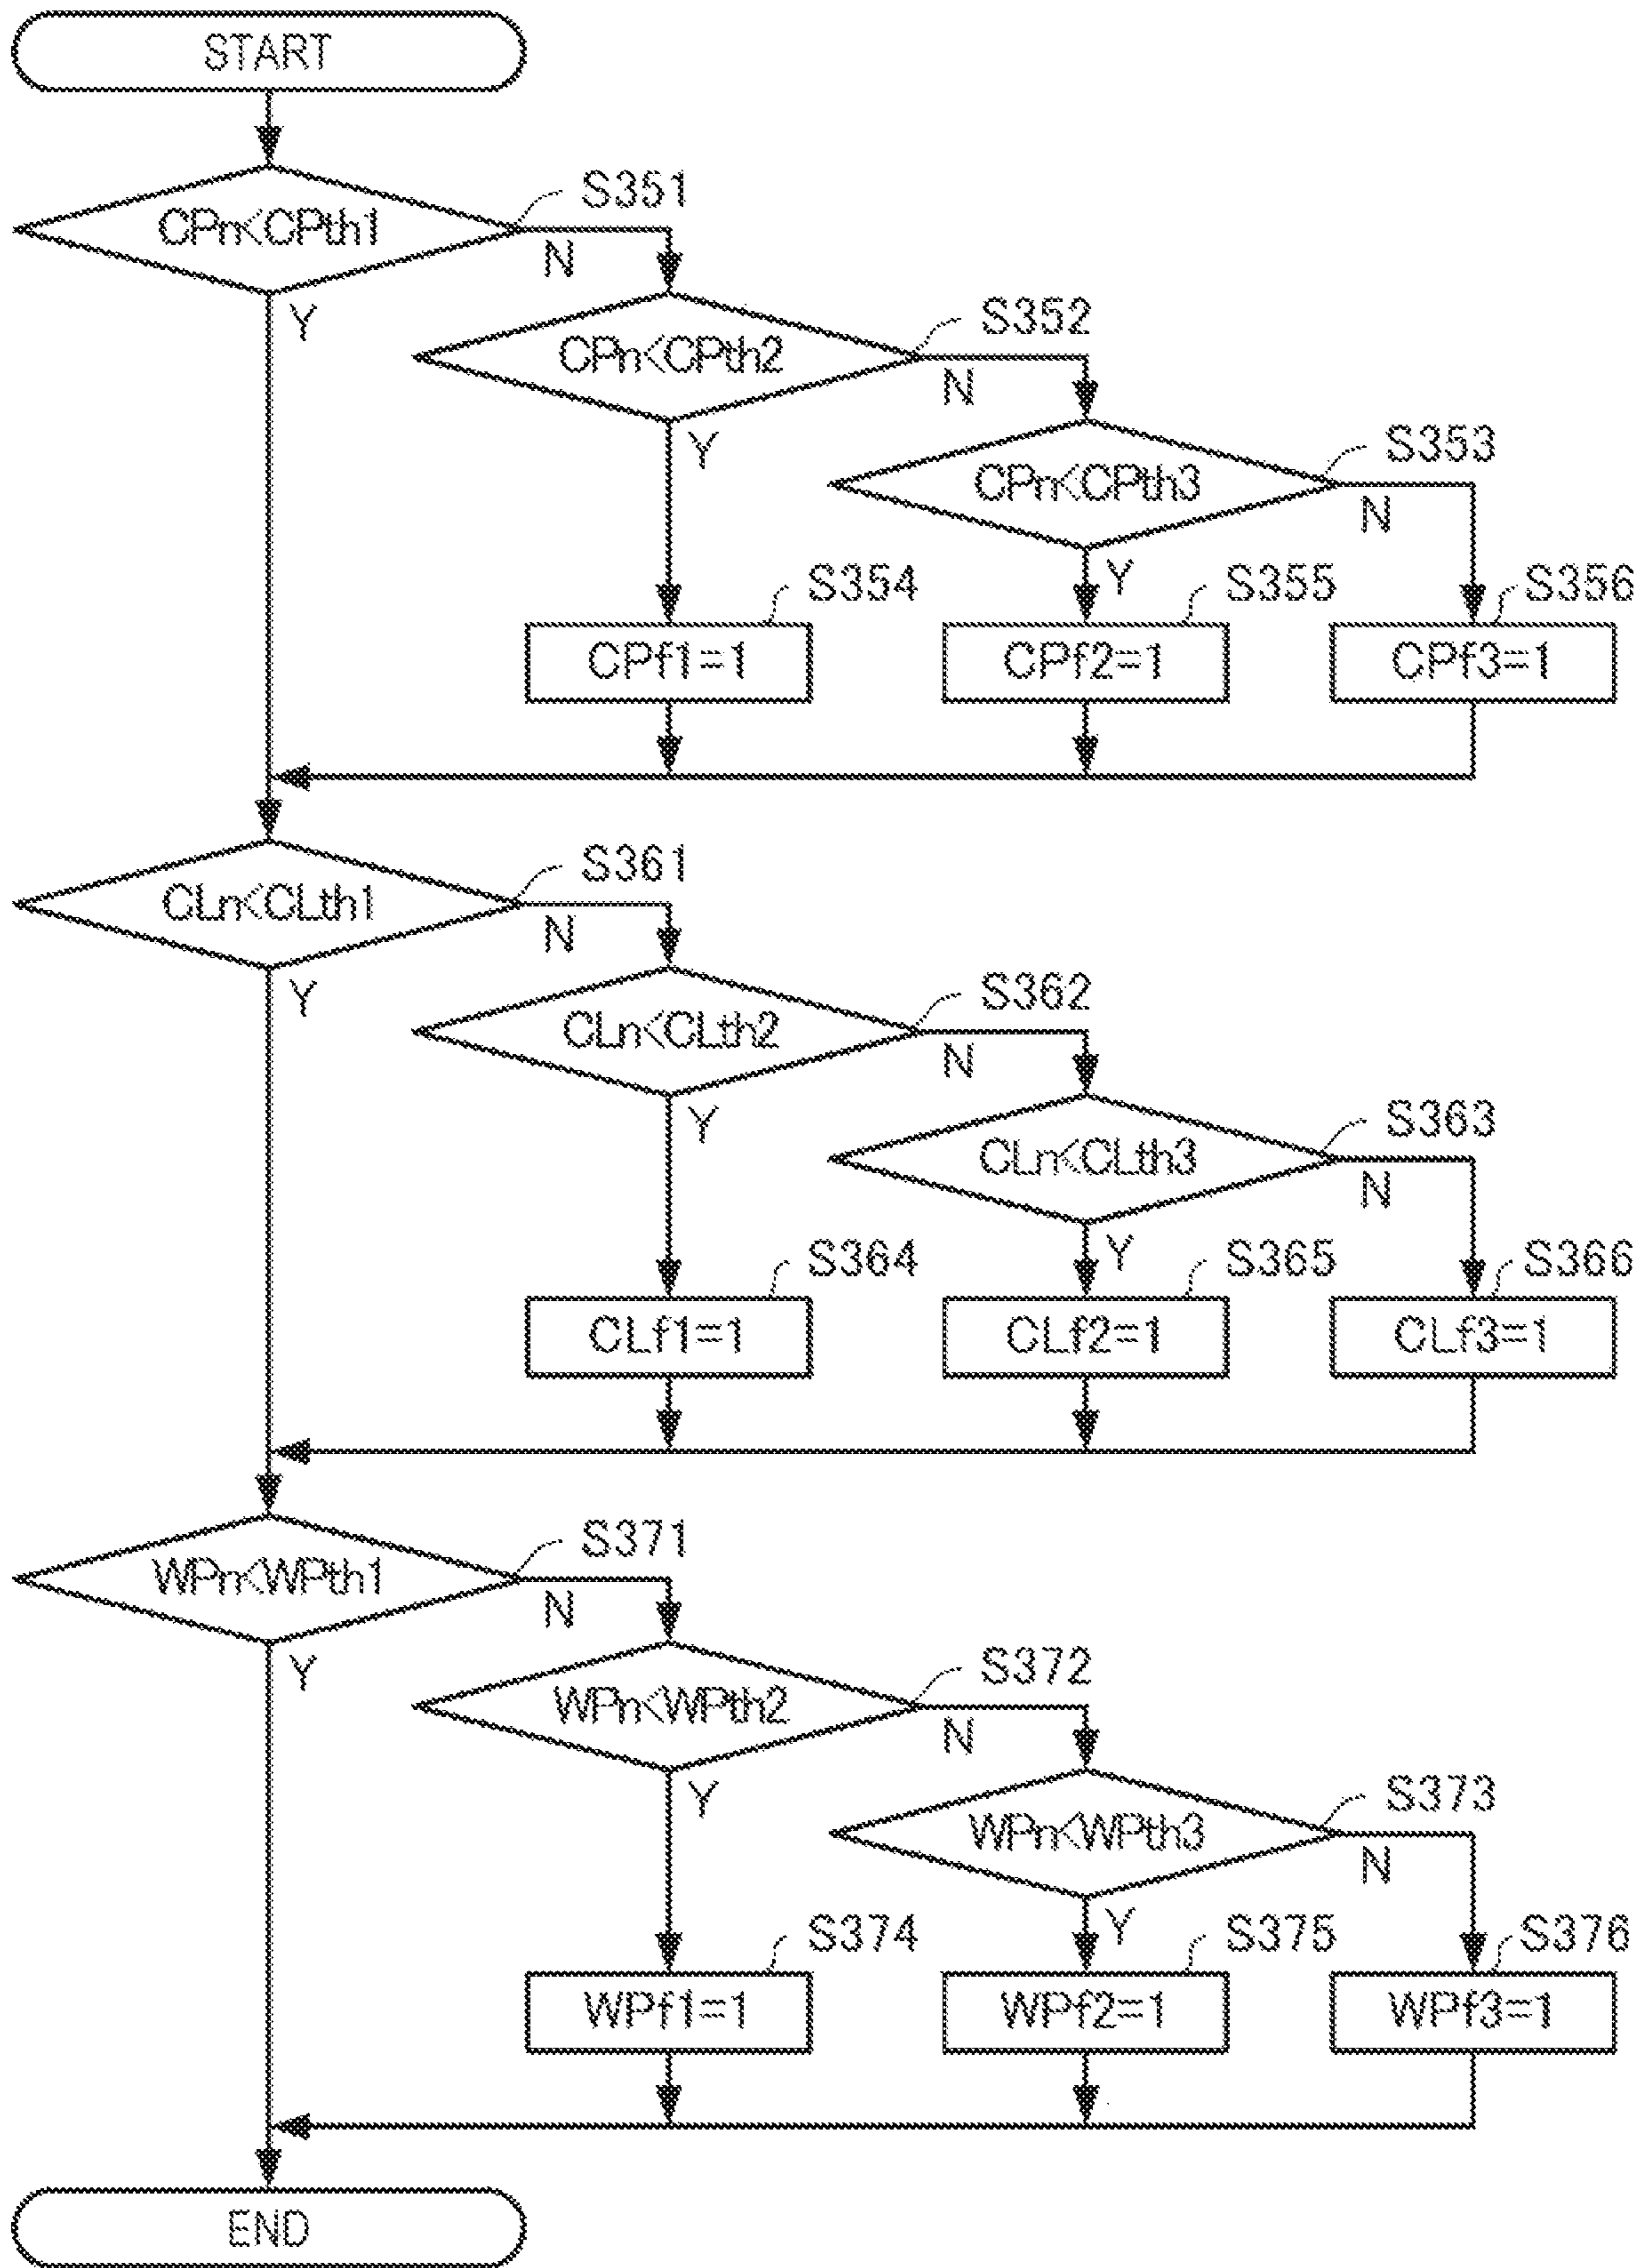 START
S351
CPn<CPth1
N
Y
S352
CPn<CPth2
N
Y
S353
CPn<CPth3
N
Y
S354
S355
S356
CPf1=1
CPf2=1
CPf3=1
S361
CLn<CLth1
N
Y
S362
CLn<CLth2
N
Y
S363
CLn<CLth3
N
Y
S364
S365
S366
CLf1=1
CLf2=1
CLf3=1
S371
WPn<WPth1
N
Y
S372
WPn<WPth2
N
Y
S373
WPn<WPth3
N
Y
S374
S375
S376
WPf1=1
WPf2=1
WPf3=1
END